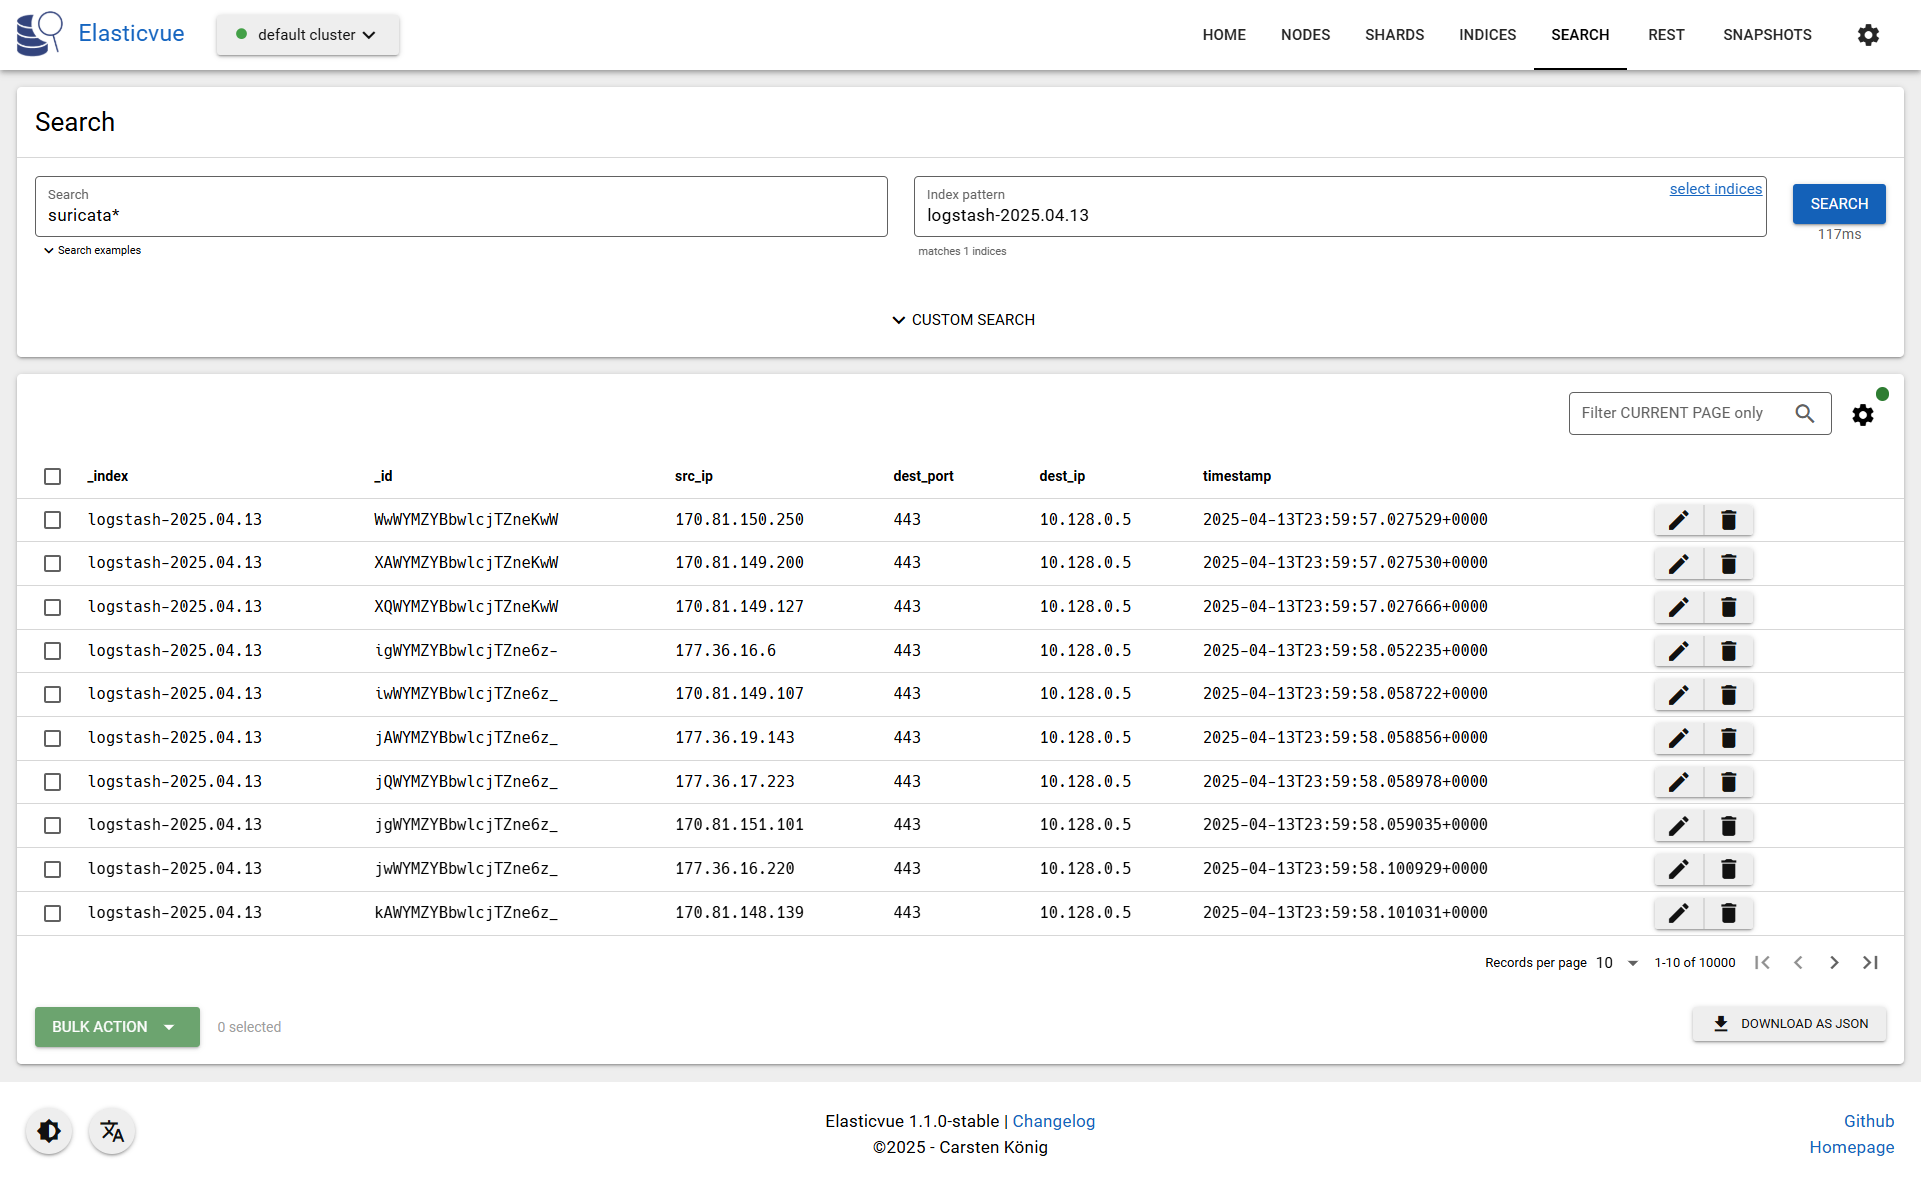 Elasticvue default cluster HOME NODES SHARDS INDICES SEARCH REST SNAPSHOTS
Search
Search
suricata*
Search examples
Index pattern
select indices
logstash-2025.04.13
matches 1 indices
SEARCH
117ms
CUSTOM SEARCH
Filter CURRENT PAGE only
_index _id src_ip dest_port dest_ip timestamp
logstash-2025.04.13 WwWYMZYBbwlcjTZneKwW 170.81.150.250 443 10.128.0.5 2025-04-13T23:59:57.027529+0000
logstash-2025.04.13 XAWYMZYBbwlcjTZneKwW 170.81.149.200 443 10.128.0.5 2025-04-13T23:59:57.027530+0000
logstash-2025.04.13 XQWYMZYBbwlcjTZneKwW 170.81.149.127 443 10.128.0.5 2025-04-13T23:59:57.027666+0000
logstash-2025.04.13 igWYMZYBbwlcjTZne6z- 177.36.16.6 443 10.128.0.5 2025-04-13T23:59:58.052235+0000
logstash-2025.04.13 iwWYMZYBbwlcjTZne6z_ 170.81.149.107 443 10.128.0.5 2025-04-13T23:59:58.058722+0000
logstash-2025.04.13 jAWYMZYBbwlcjTZne6z_ 177.36.19.143 443 10.128.0.5 2025-04-13T23:59:58.058856+0000
logstash-2025.04.13 jQWYMZYBbwlcjTZne6z_ 177.36.17.223 443 10.128.0.5 2025-04-13T23:59:58.058978+0000
logstash-2025.04.13 jgWYMZYBbwlcjTZne6z_ 170.81.151.101 443 10.128.0.5 2025-04-13T23:59:58.059035+0000
logstash-2025.04.13 jwWYMZYBbwlcjTZne6z_ 177.36.16.220 443 10.128.0.5 2025-04-13T23:59:58.100929+0000
logstash-2025.04.13 kAWYMZYBbwlcjTZne6z_ 170.81.148.139 443 10.128.0.5 2025-04-13T23:59:58.101031+0000
Records per page 10 1-10 of 10000
BULK ACTION 0 selected DOWNLOAD AS JSON
Elasticvue 1.1.0-stable | Changelog
©2025 - Carsten König
Github
Homepage